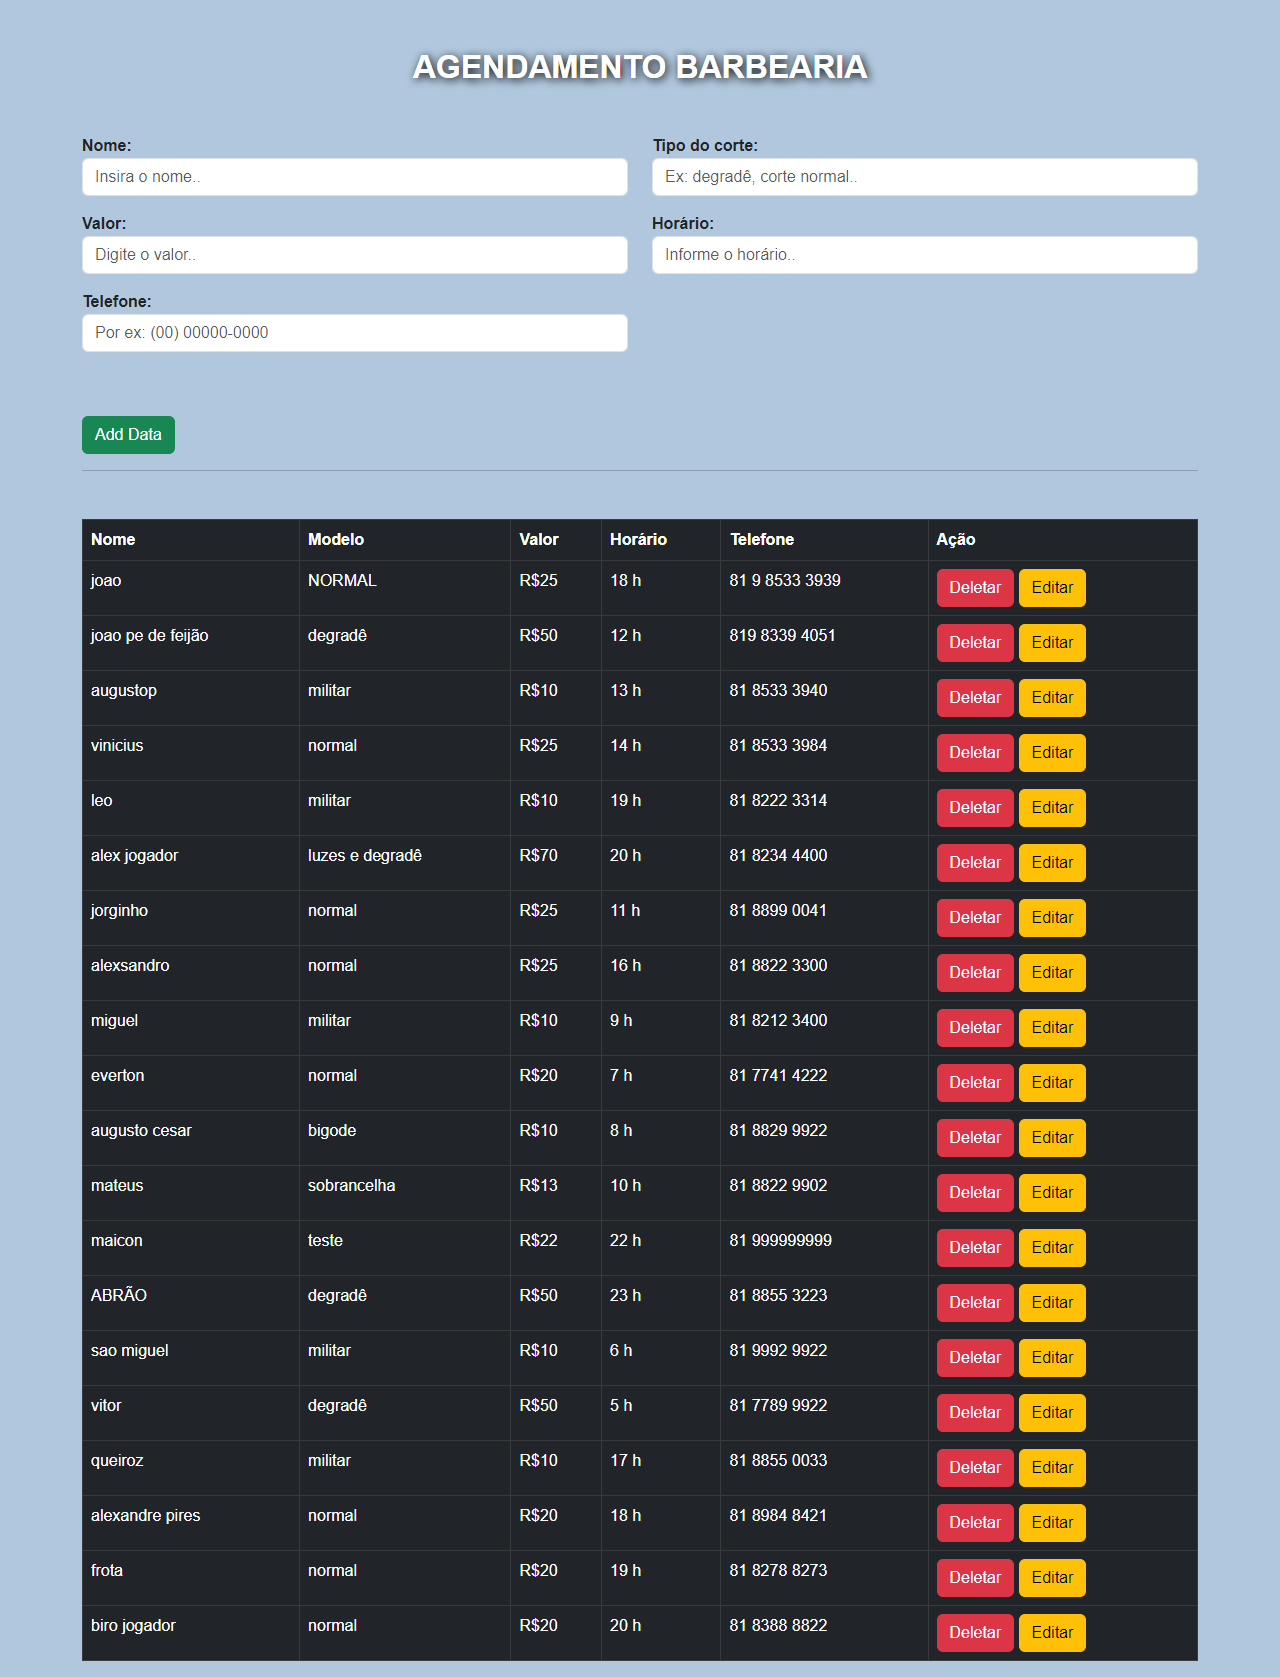 AGENDAMENTO BARBEARIA
Nome: Tipo do corte:
Insira o nome.. Ex: degradê, corte normal..
Valor: Horário:
Digite o valor.. Informe o horário..
Telefone:
Por ex: (00) 00000-0000
Add Data
Nome Modelo Valor Horário Telefone Ação
joao NORMAL R$25 18 h 81 9 8533 3939 Deletar Editar
joao pe de feijão degradê R$50 12 h 819 8339 4051 Deletar Editar
augustop militar R$10 13 h 81 8533 3940 Deletar Editar
vinicius normal R$25 14 h 81 8533 3984 Deletar Editar
leo militar R$10 19 h 81 8222 3314 Deletar Editar
alex jogador luzes e degradê R$70 20 h 81 8234 4400 Deletar Editar
jorginho normal R$25 11 h 81 8899 0041 Deletar Editar
alexsandro normal R$25 16 h 81 8822 3300 Deletar Editar
miguel militar R$10 9 h 81 8212 3400 Deletar Editar
everton normal R$20 7 h 81 7741 4222 Deletar Editar
augusto cesar bigode R$10 8 h 81 8829 9922 Deletar Editar
mateus sobrancelha R$13 10 h 81 8822 9902 Deletar Editar
maicon teste R$22 22 h 81 999999999 Deletar Editar
ABRÃO degradê R$50 23 h 81 8855 3223 Deletar Editar
sao miguel militar R$10 6 h 81 9992 9922 Deletar Editar
vitor degradê R$50 5 h 81 7789 9922 Deletar Editar
queiroz militar R$10 17 h 81 8855 0033 Deletar Editar
alexandre pires normal R$20 18 h 81 8984 8421 Deletar Editar
frota normal R$20 19 h 81 8278 8273 Deletar Editar
biro jogador normal R$20 20 h 81 8388 8822 Deletar Editar